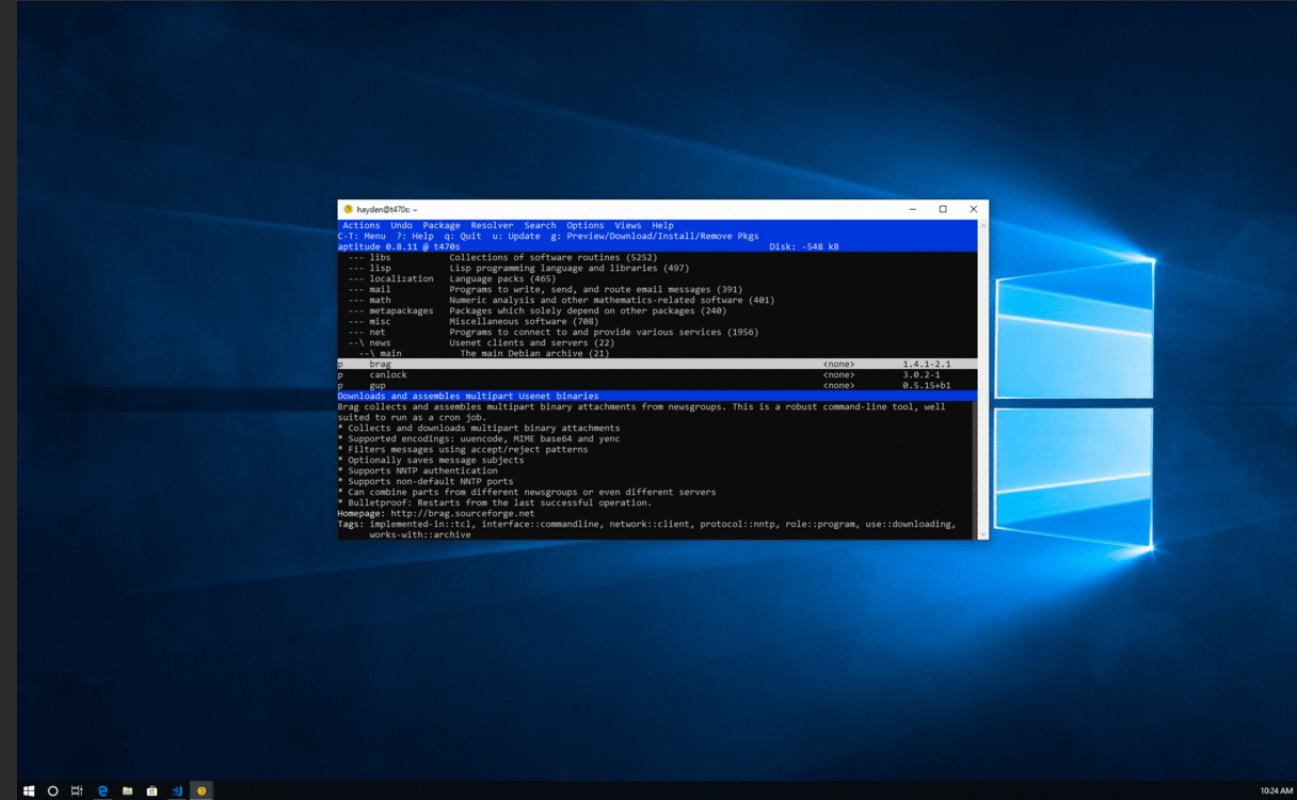 hayden@t470s: ~
Actions Undo Package Resolver Search Options Views Help
C-T: Menu ?: Help q: Quit u: Update g: Preview/Download/Install/Remove Pkgs
aptitude 0.8.11 @ t470s Disk: -548 kB
--- libs Collections of software routines (5252)
--- lisp Lisp programming language and libraries (497)
--- localization Language packs (465)
--- mail Programs to write, send, and route email messages (391)
--- math Numeric analysis and other mathematics-related software (401)
--- metapackages Packages which solely depend on other packages (240)
--- misc Miscellaneous software (708)
--- net Programs to connect to and provide various services (1956)
--\ news Usenet clients and servers (22)
--\ main The main Debian archive (21)
p brag <none> 1.4.1-2.1
p canlock <none> 3.0.2-1
p gup <none> 0.5.15+b1
Downloads and assembles multipart Usenet binaries
Brag collects and assembles multipart binary attachments from newsgroups. This is a robust command-line tool, well
suited to run as a cron job.
* Collects and downloads multipart binary attachments
* Supported encodings: uuencode, MIME base64 and yenc
* Filters messages using accept/reject patterns
* Optionally saves message subjects
* Supports NNTP authentication
* Supports non-default NNTP ports
* Can combine parts from different newsgroups or even different servers
* Bulletproof: Restarts from the last successful operation.
Homepage: http://brag.sourceforge.net
Tags: implemented-in::tcl, interface::commandline, network::client, protocol::nntp, role::program, use::downloading,
works-with::archive
10:24 AM